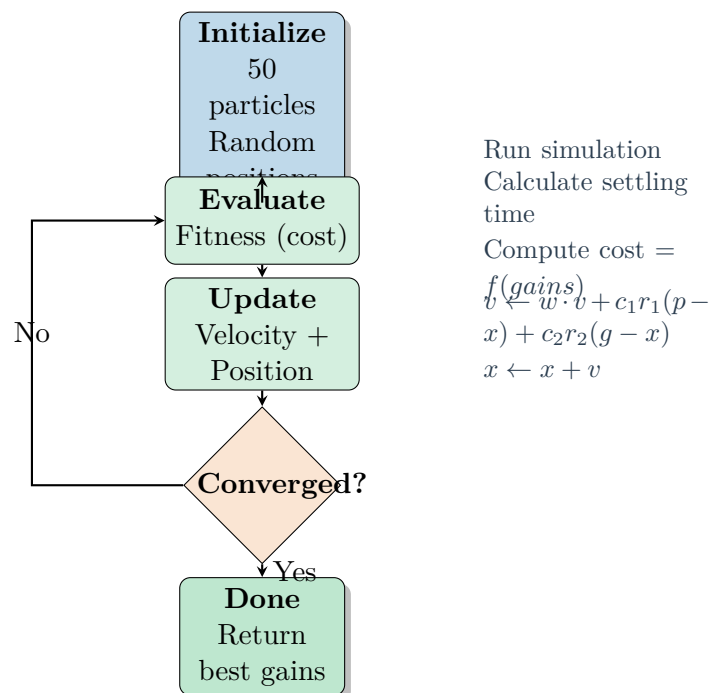 Initialize
50
particles
Random
positions
Evaluate
Fitness (cost)
Update
Velocity +
Position
No
Converged?
Yes
Done
Return
best gains
Run simulation
Calculate settling
time
Compute cost =
f(gains)
v ← w · v + c₁r₁(p −
x) + c₂r₂(g − x)
x ← x + v